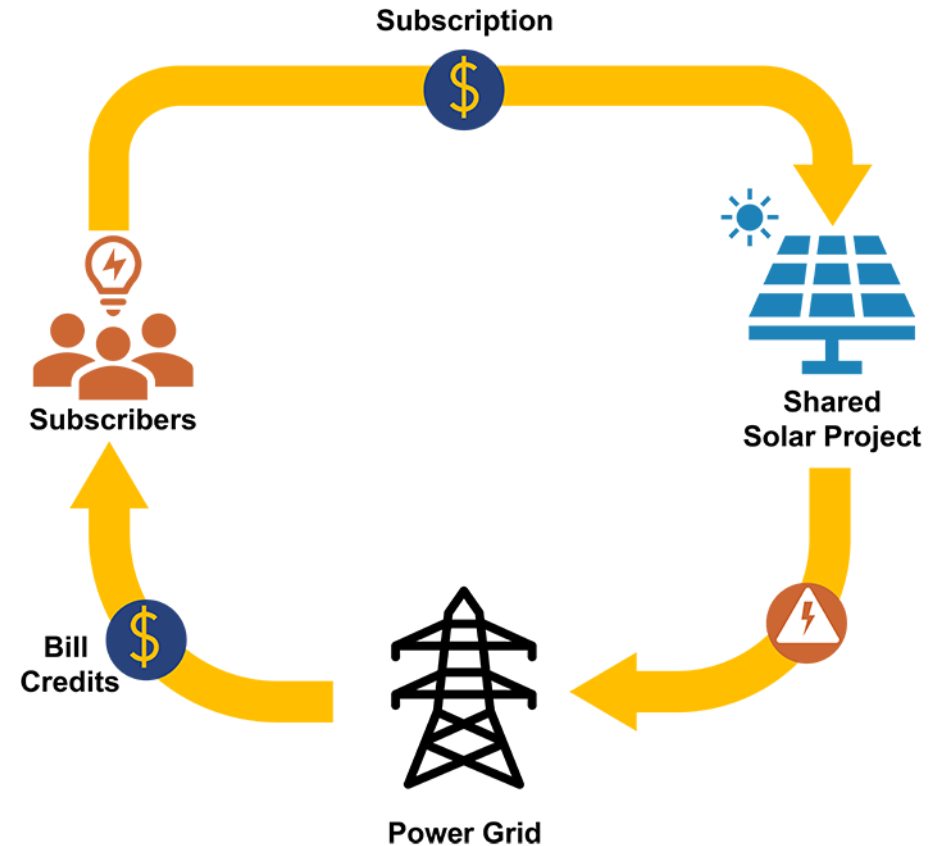 Subscription
$
Subscribers
Shared
Solar Project
Bill
Credits
$
Power Grid